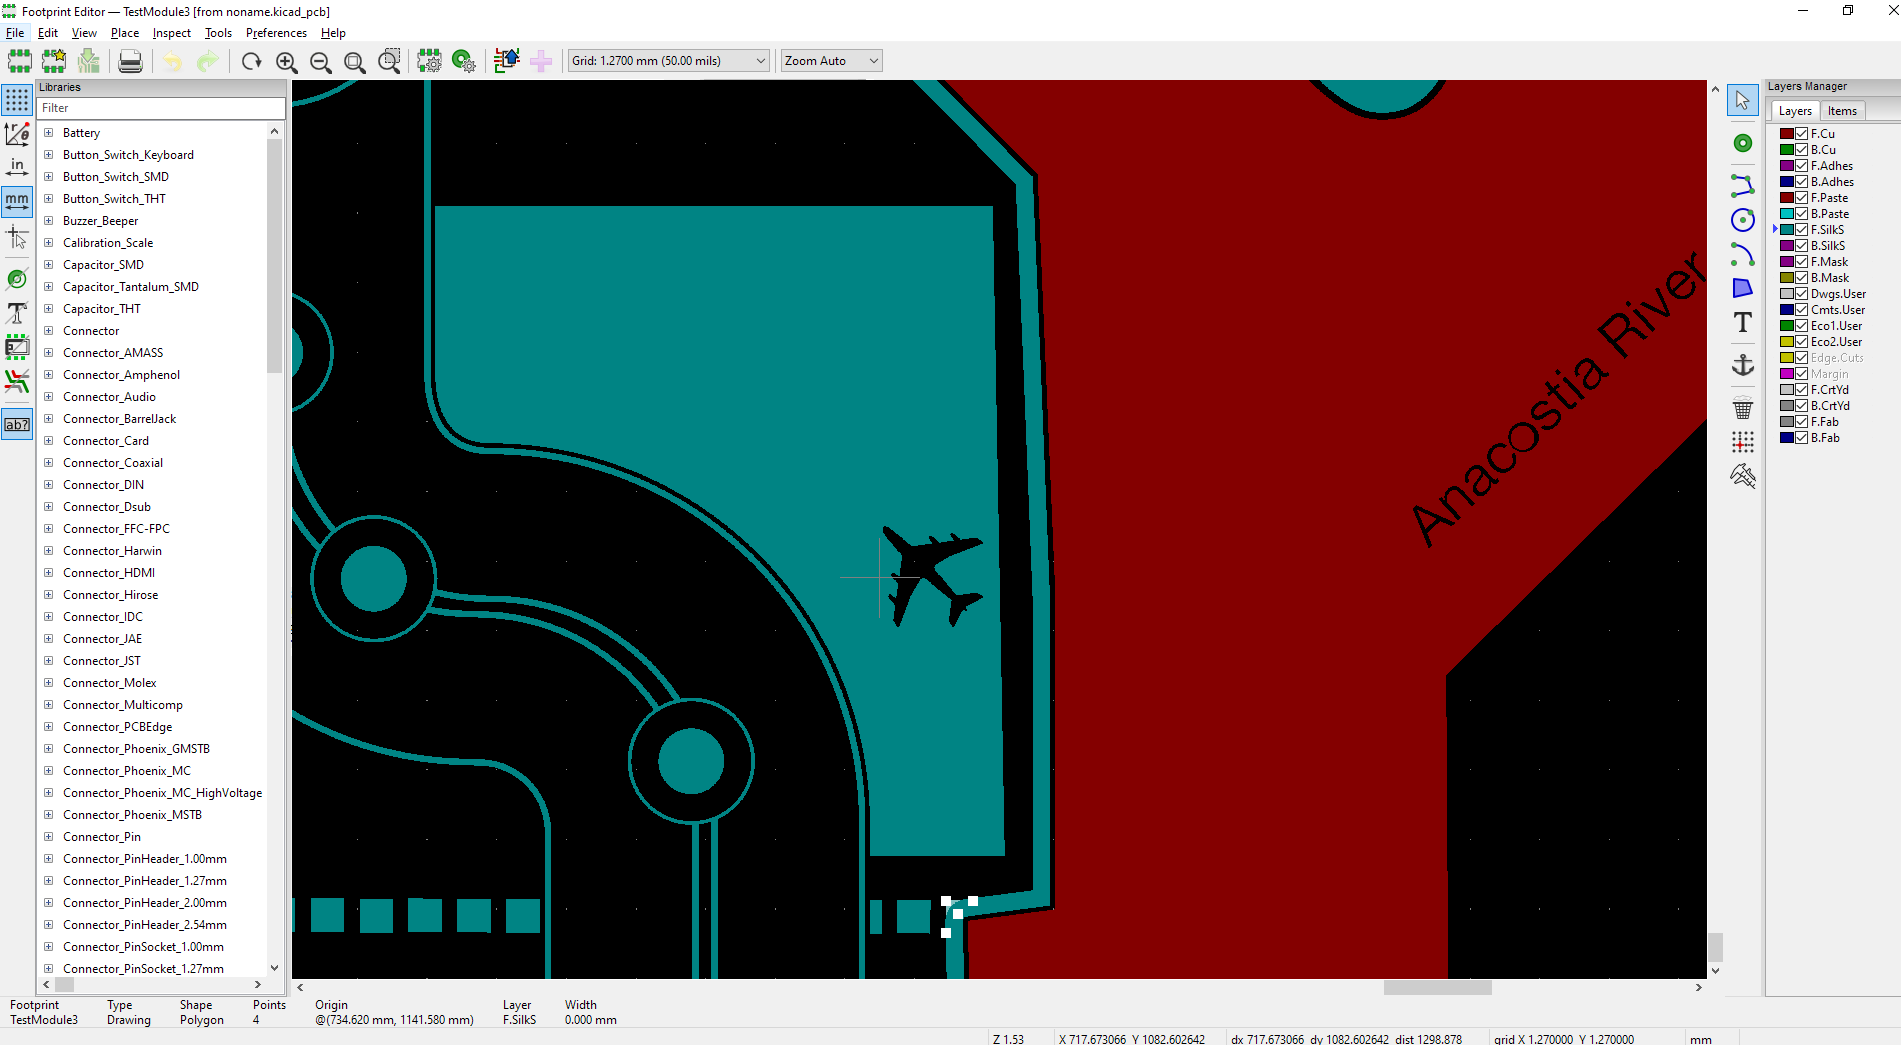 Footprint Editor — TestModule3 [from noname.kicad_pcb]
File Edit View Place Inspect Tools Preferences Help
Grid: 1.2700 mm (50.00 mils)
Zoom Auto
Libraries
Filter
Battery
Button_Switch_Keyboard
Button_Switch_SMD
Button_Switch_THT
Buzzer_Beeper
Calibration_Scale
Capacitor_SMD
Capacitor_Tantalum_SMD
Capacitor_THT
Connector
Connector_AMASS
Connector_Amphenol
Connector_Audio
Connector_BarrelJack
Connector_Card
Connector_Coaxial
Connector_DIN
Connector_Dsub
Connector_FFC-FPC
Connector_Harwin
Connector_HDMI
Connector_Hirose
Connector_IDC
Connector_JAE
Connector_JST
Connector_Molex
Connector_Multicomp
Connector_PCBEdge
Connector_Phoenix_GMSTB
Connector_Phoenix_MC
Connector_Phoenix_MC_HighVoltage
Connector_Phoenix_MSTB
Connector_Pin
Connector_PinHeader_1.00mm
Connector_PinHeader_1.27mm
Connector_PinHeader_2.00mm
Connector_PinHeader_2.54mm
Connector_PinSocket_1.00mm
Connector_PinSocket_1.27mm
in
mm
ab?
Anacostia River
T
Layers Manager
Layers Items
F.Cu
B.Cu
F.Adhes
B.Adhes
F.Paste
B.Paste
F.SilkS
B.SilkS
F.Mask
B.Mask
Dwgs.User
Cmts.User
Eco1.User
Eco2.User
Edge.Cuts
Margin
F.CrtYd
B.CrtYd
F.Fab
B.Fab
Footprint Type Shape Points Origin Layer Width
TestModule3 Drawing Polygon 4 @(734.620 mm, 1141.580 mm) F.SilkS 0.000 mm
Z 1.53 X 717.673066 Y 1082.602642 dx 717.673066 dy 1082.602642 dist 1298.878 grid X 1.270000 Y 1.270000 mm